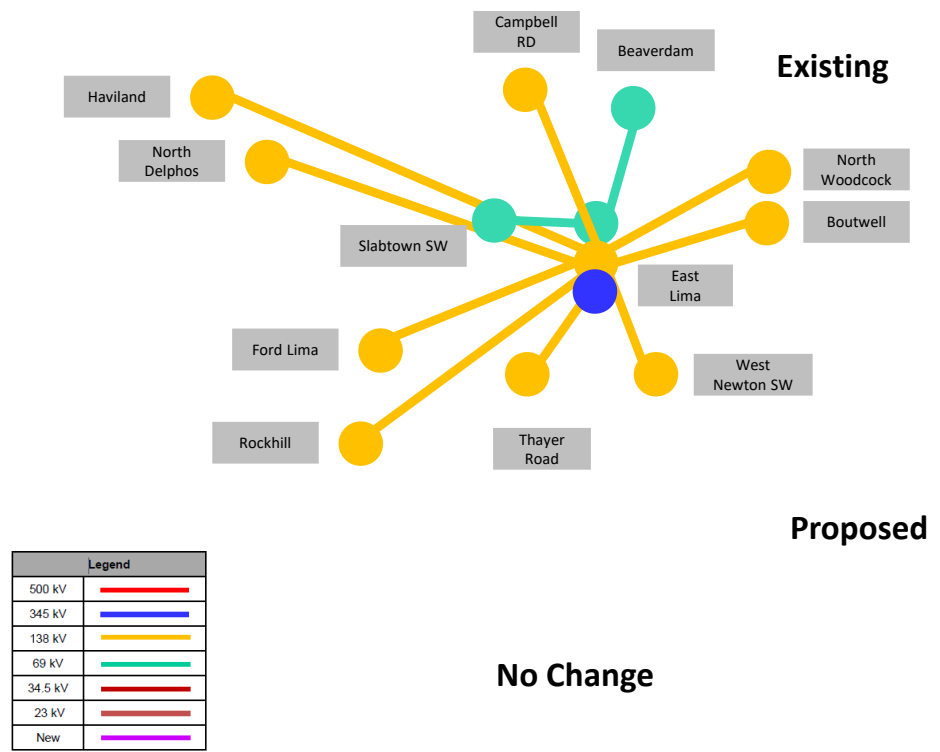 Campbell
RD
Beaverdam
Existing
Haviland
North
Delphos
North
Woodcock
Boutwell
Slabtown SW
East
Lima
Ford Lima
West
Newton SW
Rockhill
Thayer
Road
Proposed
Legend
500 kV
345 kV
138 kV
69 kV
34.5 kV
23 kV
New
No Change